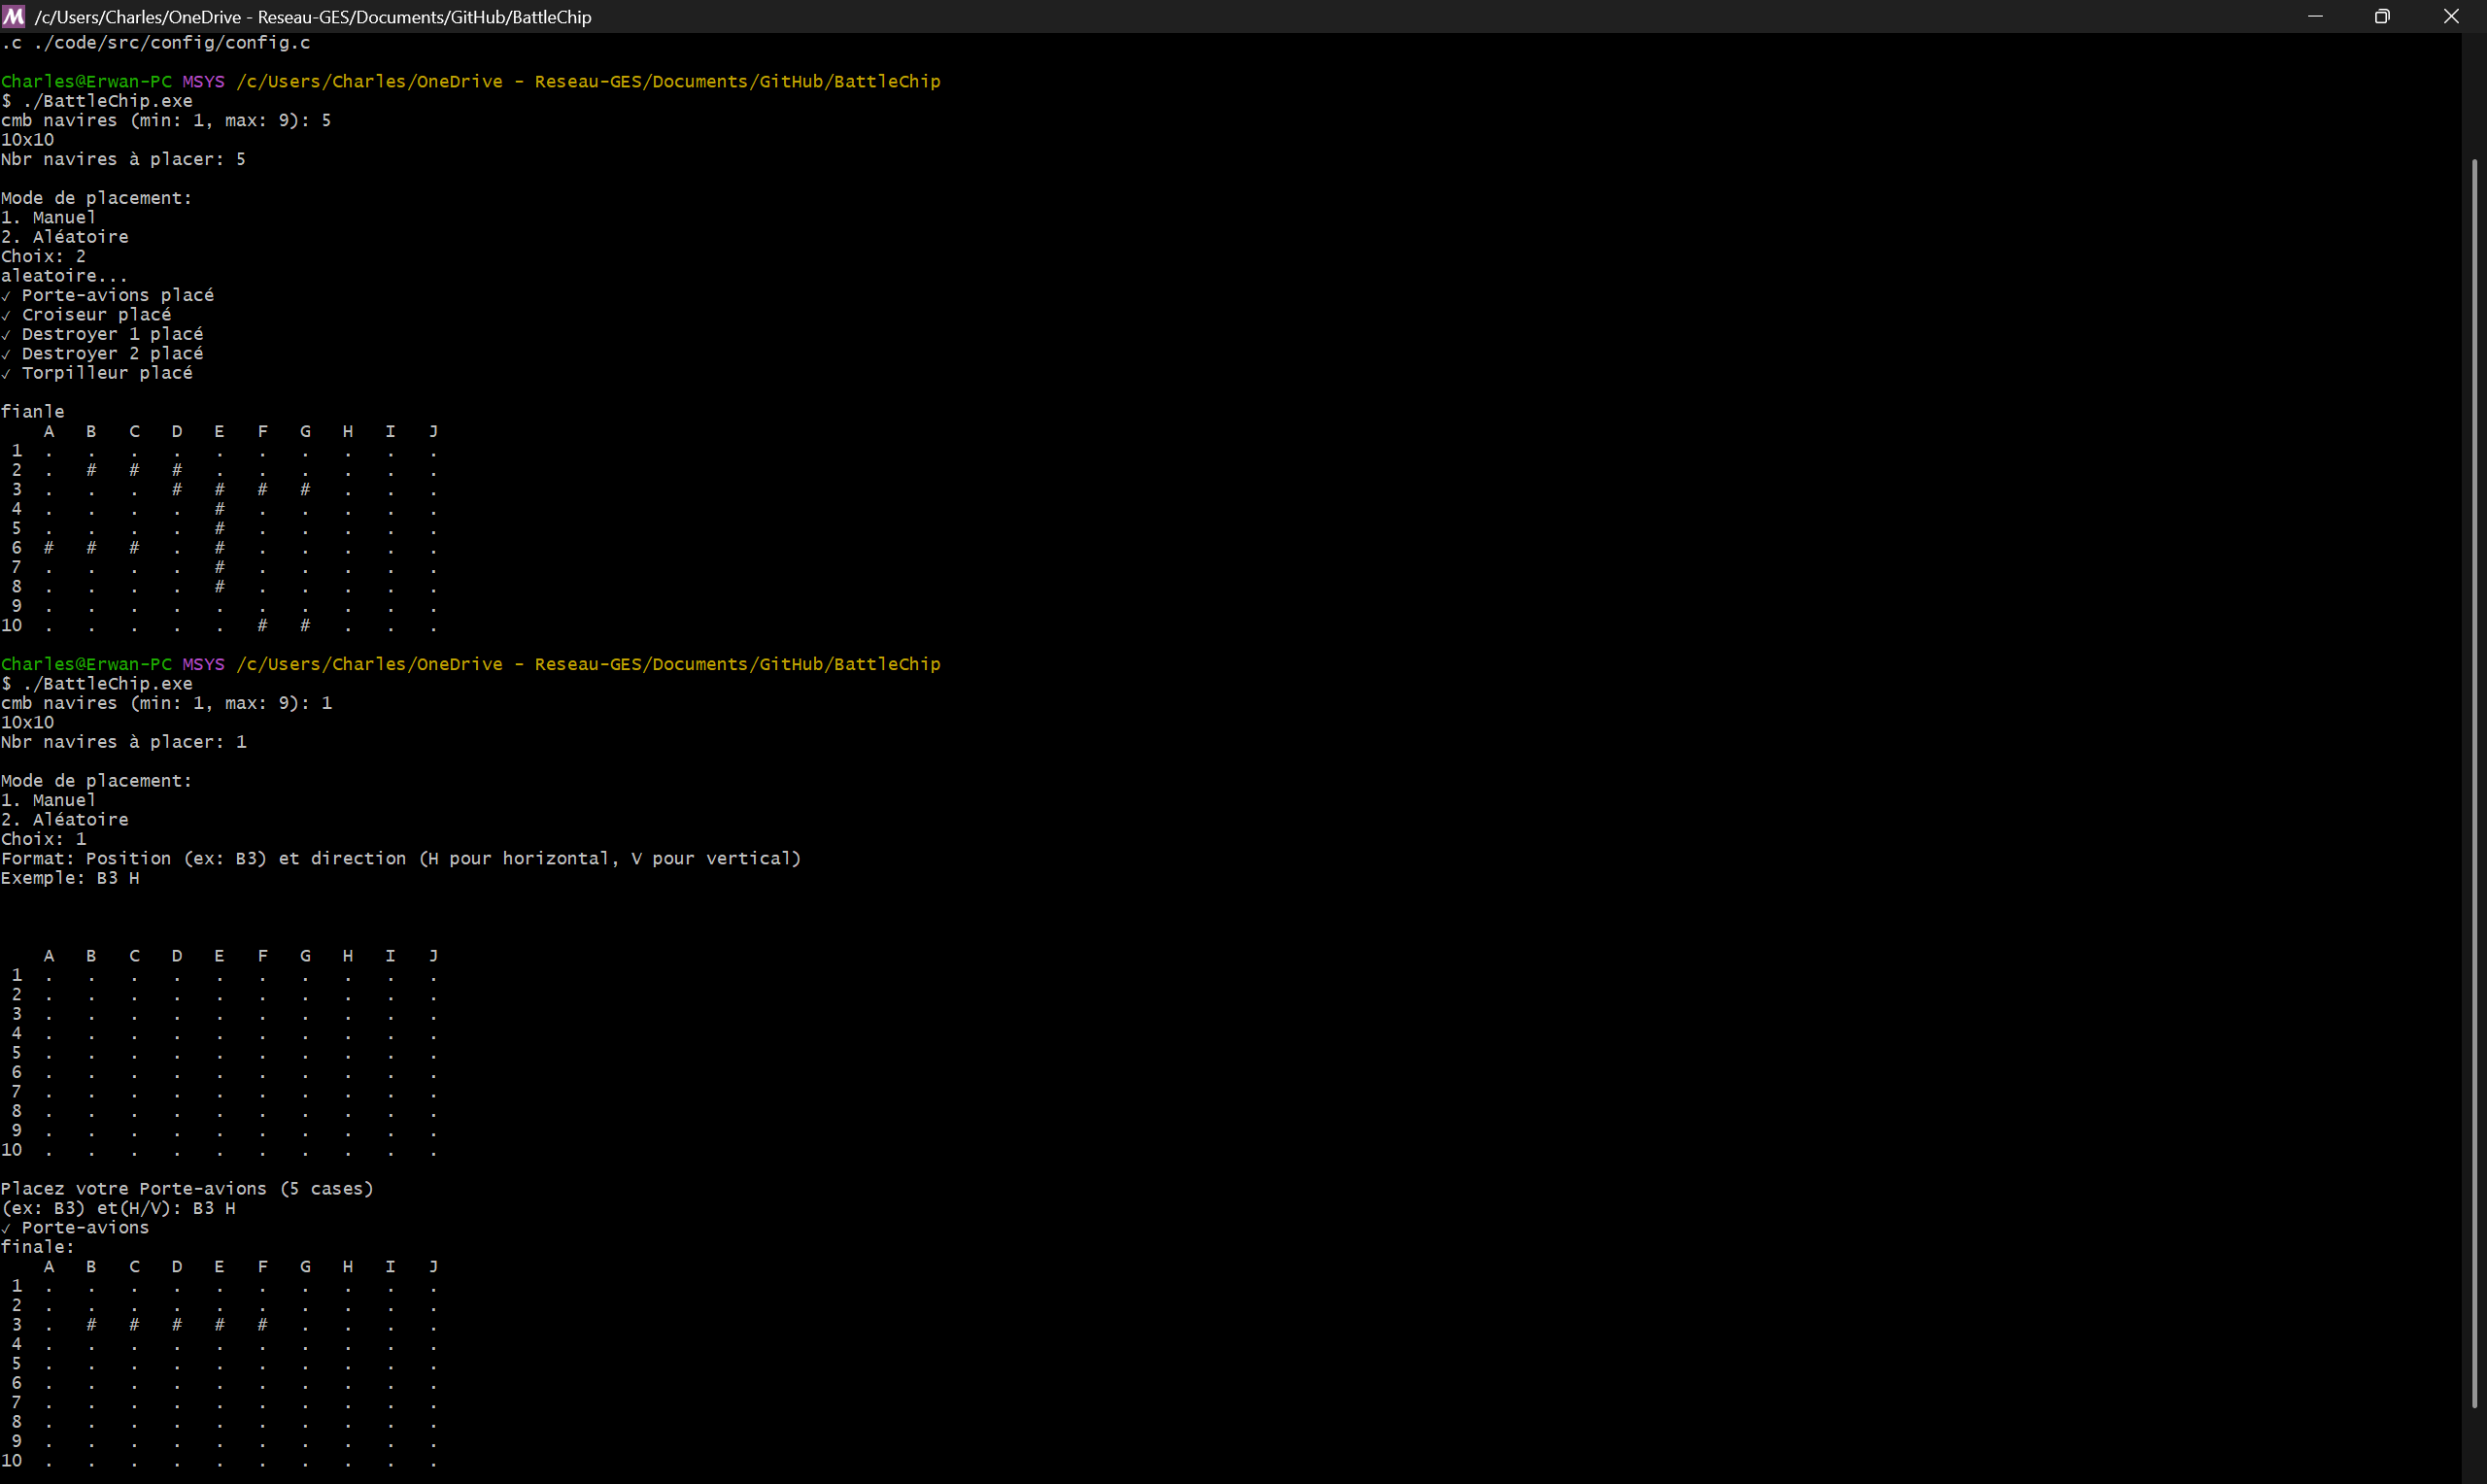 /c/Users/Charles/OneDrive - Reseau-GES/Documents/GitHub/BattleChip
.c ./code/src/config/config.c
Charles@Erwan-PC MSYS /c/Users/Charles/OneDrive - Reseau-GES/Documents/GitHub/BattleChip
$ ./BattleChip.exe
cmb navires (min: 1, max: 9): 5
10x10
Nbr navires à placer: 5
Mode de placement:
1. Manuel
2. Aléatoire
Choix: 2
aleatoire...
✓ Porte-avions placé
✓ Croiseur placé
✓ Destroyer 1 placé
✓ Destroyer 2 placé
✓ Torpilleur placé
fianle
A B C D E F G H I J
1 . . . . . . . . . .
2 . # # # . . . . . .
3 . . . # # # # . . .
4 . . . . # . . . . .
5 . . . . # . . . . .
6 # # # . # . . . . .
7 . . . . # . . . . .
8 . . . . # . . . . .
9 . . . . . . . . . .
10 . . . . . # # . . .
Charles@Erwan-PC MSYS /c/Users/Charles/OneDrive - Reseau-GES/Documents/GitHub/BattleChip
$ ./BattleChip.exe
cmb navires (min: 1, max: 9): 1
10x10
Nbr navires à placer: 1
Mode de placement:
1. Manuel
2. Aléatoire
Choix: 1
Format: Position (ex: B3) et direction (H pour horizontal, V pour vertical)
Exemple: B3 H
A B C D E F G H I J
1 . . . . . . . . . .
2 . . . . . . . . . .
3 . . . . . . . . . .
4 . . . . . . . . . .
5 . . . . . . . . . .
6 . . . . . . . . . .
7 . . . . . . . . . .
8 . . . . . . . . . .
9 . . . . . . . . . .
10 . . . . . . . . . .
Placez votre Porte-avions (5 cases)
(ex: B3) et(H/V): B3 H
✓ Porte-avions
finale:
A B C D E F G H I J
1 . . . . . . . . . .
2 . . . . . . . . . .
3 . # # # # # . . . .
4 . . . . . . . . . .
5 . . . . . . . . . .
6 . . . . . . . . . .
7 . . . . . . . . . .
8 . . . . . . . . . .
9 . . . . . . . . . .
10 . . . . . . . . . .